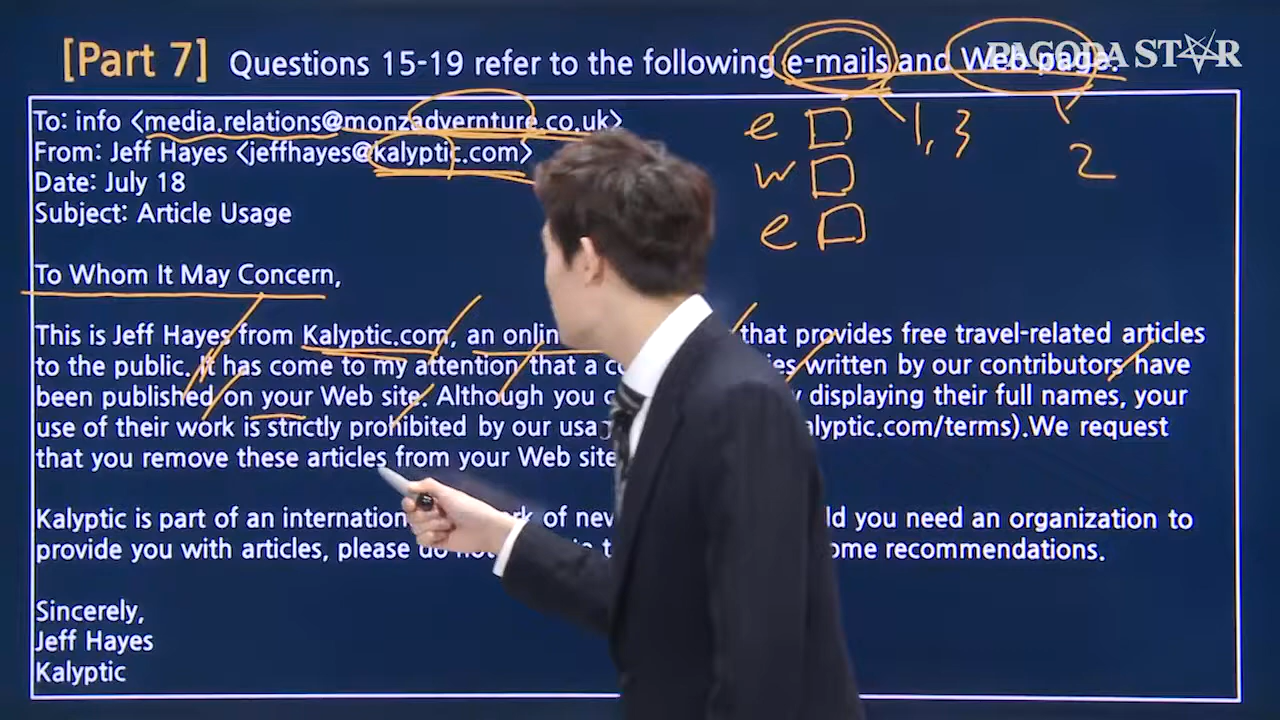 [Part 7] Questions 15-19 refer to the following e-mails and Web page.
PAGODA STAR
To: info <media.relations@monzadvernture.co.uk>
From: Jeff Hayes <jeffhayes@kalyptic.com>
Date: July 18
Subject: Article Usage
e 1, 3
w 2
e
To Whom It May Concern,
This is Jeff Hayes from Kalyptic.com, an onlin that provides free travel-related articles
to the public. It has come to my attention that a co es written by our contributors have
been published on your Web site. Although you c y displaying their full names, your
use of their work is strictly prohibited by our usa alyptic.com/terms).We request
that you remove these articles from your Web site
Kalyptic is part of an internation rk of nev ld you need an organization to
provide you with articles, please do not ome recommendations.
Sincerely,
Jeff Hayes
Kalyptic